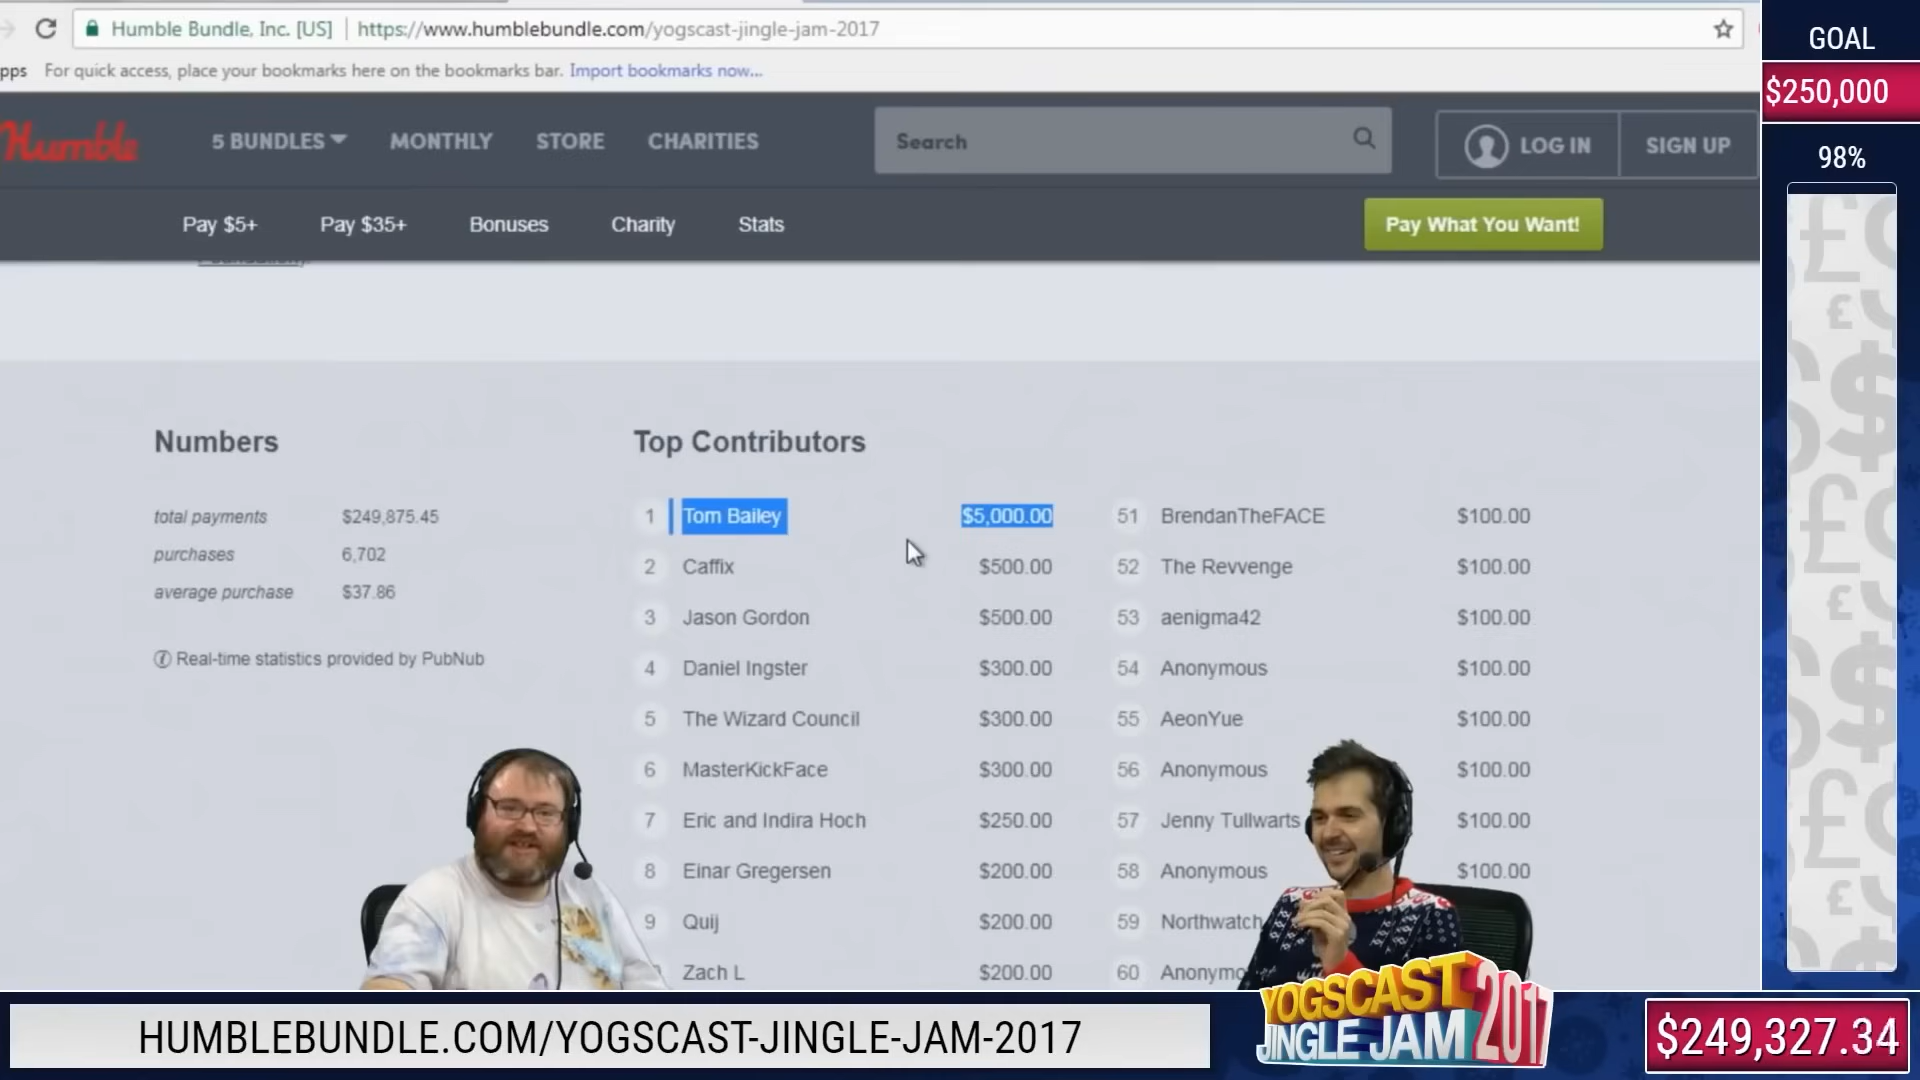 Humble Bundle, Inc. [US] | https://www.humblebundle.com/yogscast-jingle-jam-2017
pps For quick access, place your bookmarks here on the bookmarks bar. Import bookmarks now...
Humble 5 BUNDLES MONTHLY STORE CHARITIES Search LOG IN SIGN UP
Pay $5+ Pay $35+ Bonuses Charity Stats Pay What You Want!
Numbers
total payments $249,875.45
purchases 6,702
average purchase $37.86
Real-time statistics provided by PubNub
Top Contributors
1 Tom Bailey $5,000.00
2 Caffix $500.00
3 Jason Gordon $500.00
4 Daniel Ingster $300.00
5 The Wizard Council $300.00
6 MasterKickFace $300.00
7 Eric and Indira Hoch $250.00
8 Einar Gregersen $200.00
9 Quij $200.00
Zach L $200.00
51 BrendanTheFACE $100.00
52 The Revvenge $100.00
53 aenigma42 $100.00
54 Anonymous $100.00
55 AeonYue $100.00
56 Anonymous $100.00
57 Jenny Tullwarts $100.00
58 Anonymous $100.00
59 Northwatch
60 Anonymo
GOAL
$250,000
98%
HUMBLEBUNDLE.COM/YOGSCAST-JINGLE-JAM-2017
YOGSCAST
JINGLE JAM
2017
$249,327.34